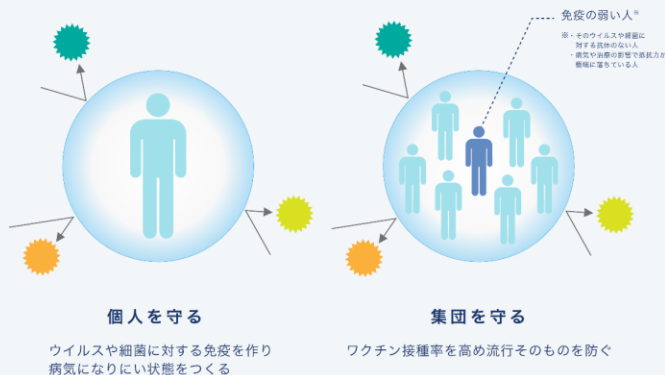 免疫の弱い人※
※・そのウイルスや細菌に
対する抗体のない人
・病気や治療の影響で抵抗力が
極端に落ちている人
個人を守る
ウイルスや細菌に対する免疫を作り
病気になりにい状態をつくる
集団を守る
ワクチン接種率を高め流行そのものを防ぐ